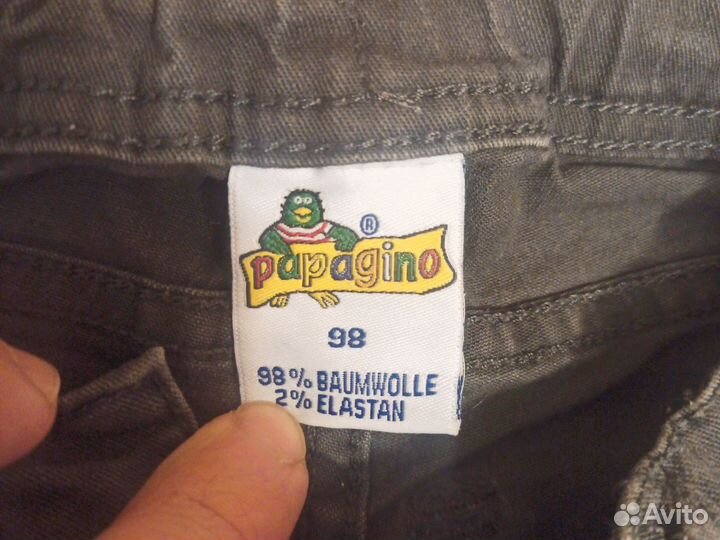 ®
papagino
98
98% BAUMWOLLE
2% ELASTAN
Avito